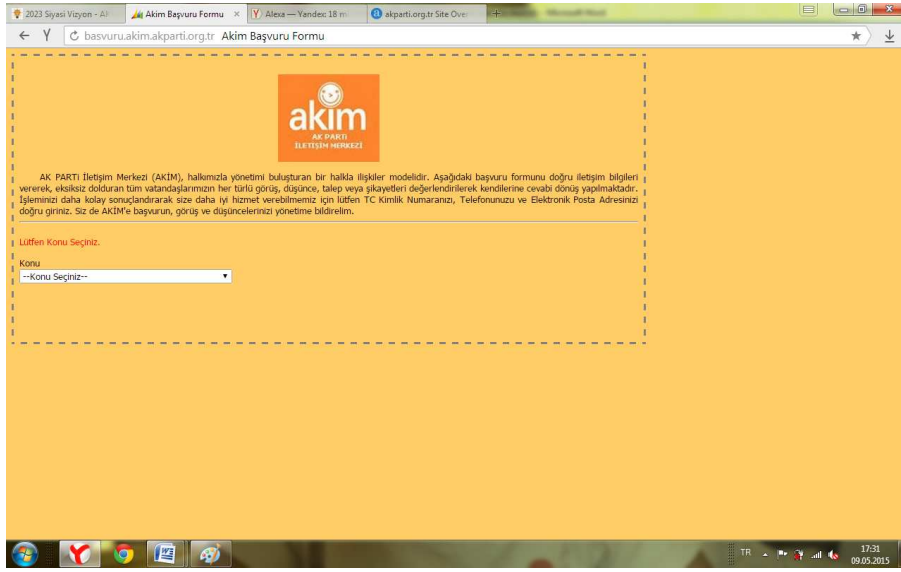 2023 Siyasi Vizyon - AK
Akim Başvuru Formu
Alexa — Yandex: 18 m
akparti.org.tr Site Over
basvuru.akim.akparti.org.tr Akim Başvuru Formu
akim
AK PARTİ
İLETİŞİM MERKEZİ
AK PARTİ İletişim Merkezi (AKİM), halkımızla yönetimi buluşturan bir halkla ilişkiler modelidir. Aşağıdaki başvuru formunu doğru iletişim bilgileri
vererek, eksiksiz dolduran tüm vatandaşlarımızın her türlü görüş, düşünce, talep veya şikayetleri değerlendirilerek kendilerine cevabi dönüş yapılmaktadır.
İşleminizi daha kolay sonuçlandırarak size daha iyi hizmet verebilmemiz için lütfen TC Kimlik Numaranızı, Telefonunuzu ve Elektronik Posta Adresinizi
doğru giriniz. Siz de AKİM'e başvurun, görüş ve düşüncelerinizi yönetime bildirelim.
Lütfen Konu Seçiniz.
Konu
--Konu Seçiniz--
TR
17:31
09.05.2015